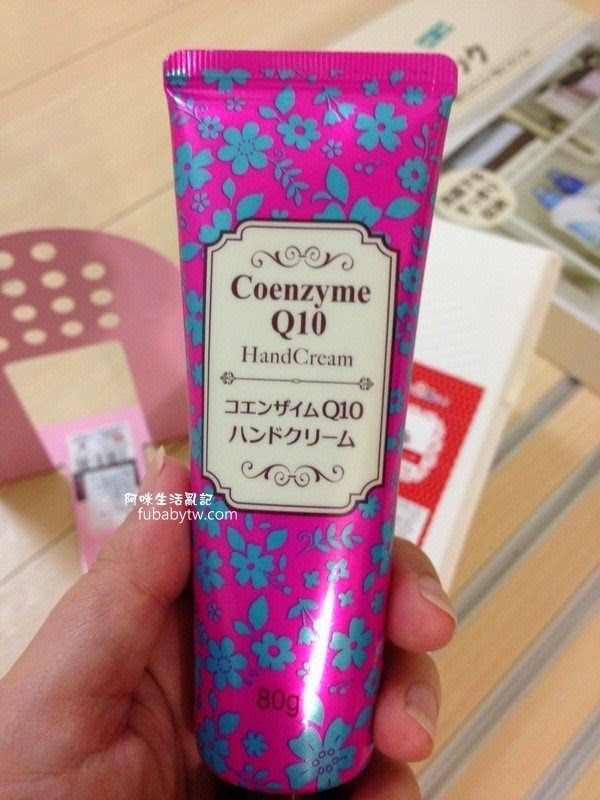 Coenzyme
Q10
HandCream
コエンザイムQ10
ハンドクリーム
阿咪生活亂記
fubabytw.com
80g